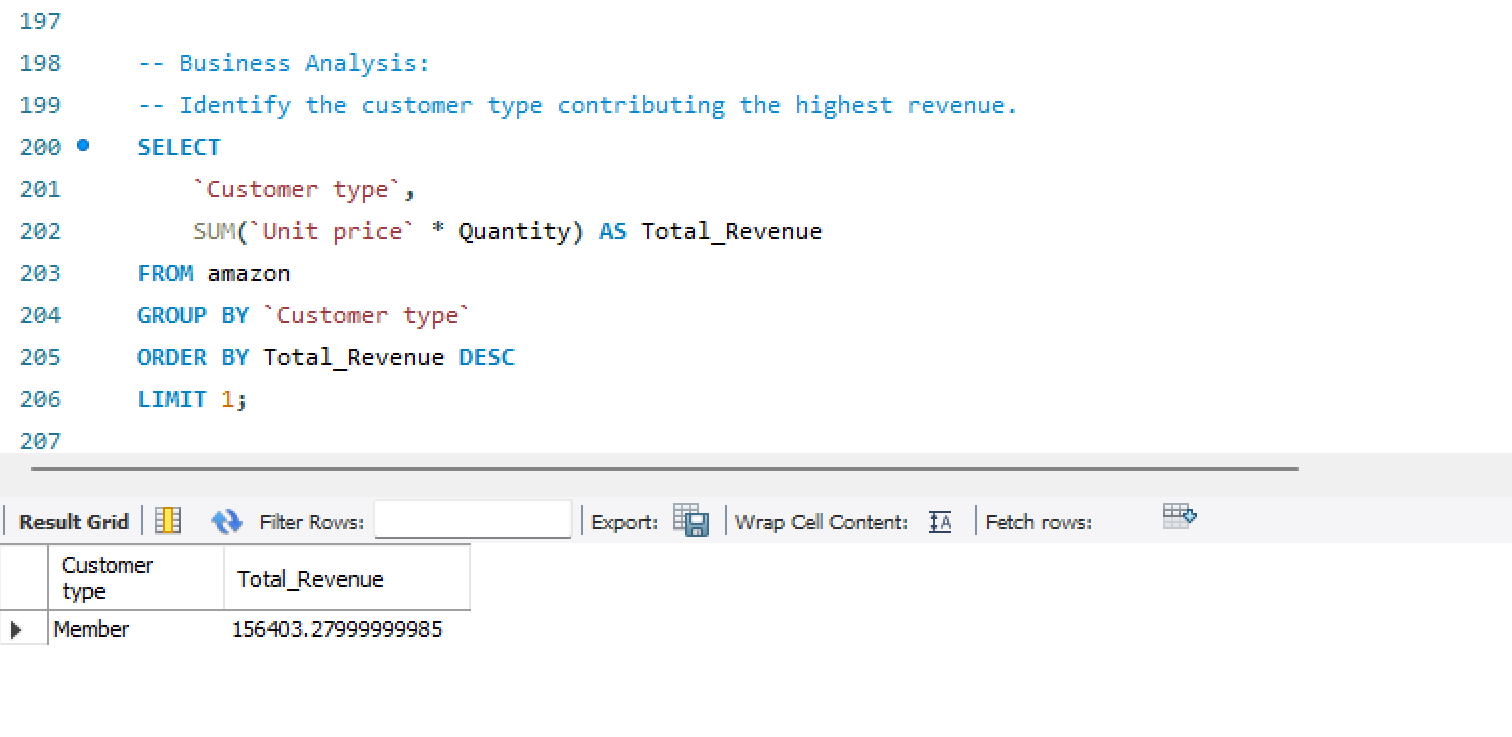 197
198 -- Business Analysis:
199 -- Identify the customer type contributing the highest revenue.
200 SELECT
201 `Customer type`,
202 SUM(`Unit price` * Quantity) AS Total_Revenue
203 FROM amazon
204 GROUP BY `Customer type`
205 ORDER BY Total_Revenue DESC
206 LIMIT 1;
207
Result Grid Filter Rows: Export: Wrap Cell Content: Fetch rows:
Customer type Total_Revenue
Member 156403.27999999985